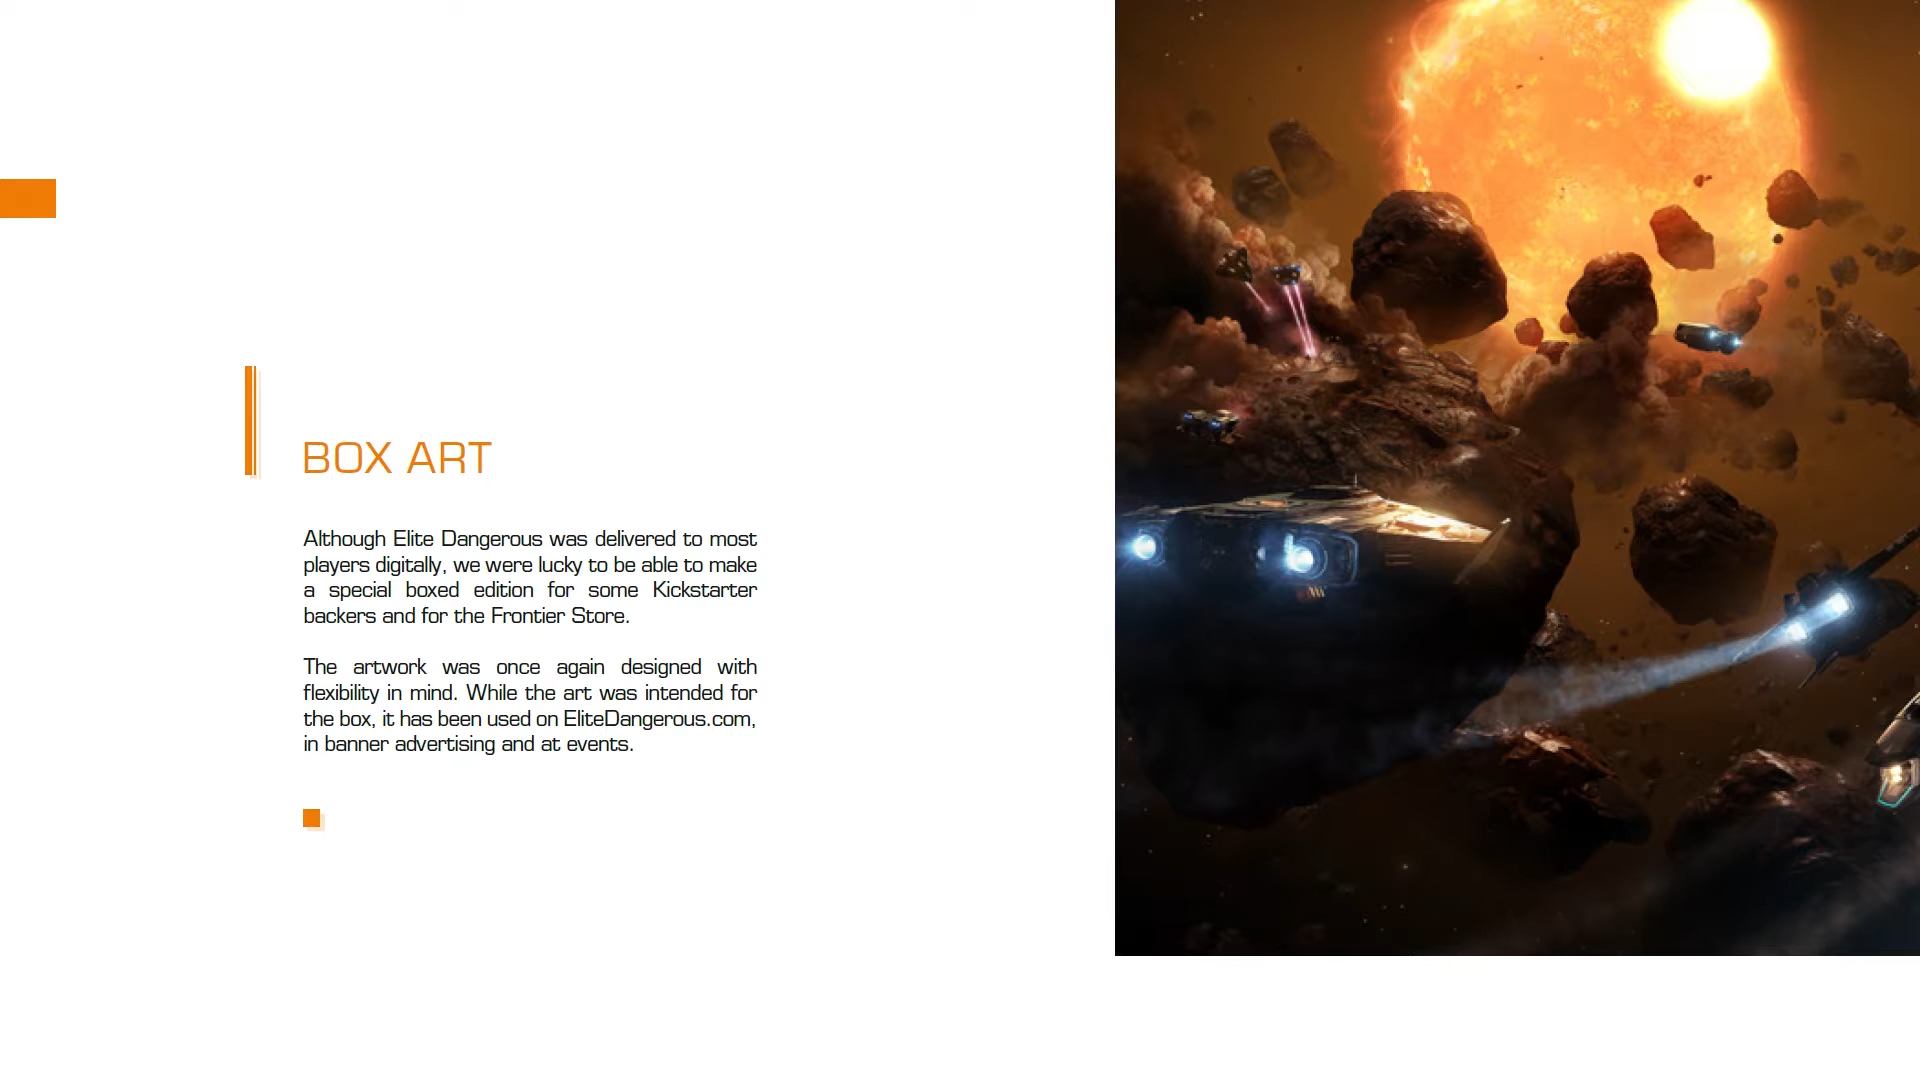 BOX ART
Although Elite Dangerous was delivered to most
players digitally, we were lucky to be able to make
a special boxed edition for some Kickstarter
backers and for the Frontier Store.
The artwork was once again designed with
flexibility in mind. While the art was intended for
the box, it has been used on EliteDangerous.com,
in banner advertising and at events.